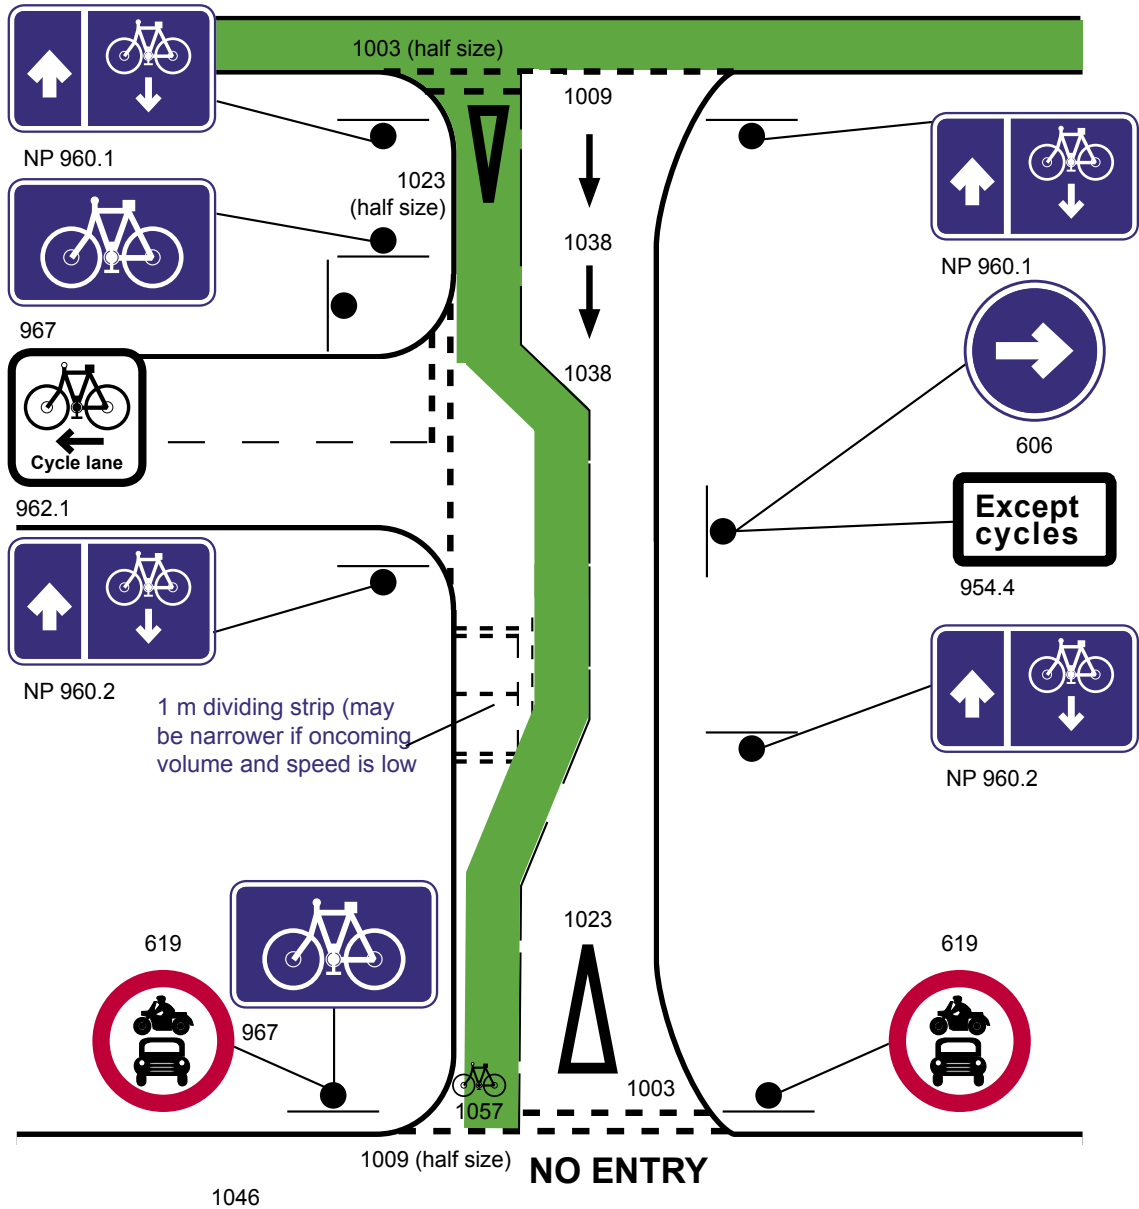 1003 (half size)
1009
NP 960.1
1023
(half size)
1038
NP 960.1
967
1038
606
Cycle lane
962.1
Except
cycles
954.4
NP 960.2
1 m dividing strip (may
be narrower if oncoming
volume and speed is low
NP 960.2
1023
619
619
967
1003
1057
1009 (half size)
NO ENTRY
1046